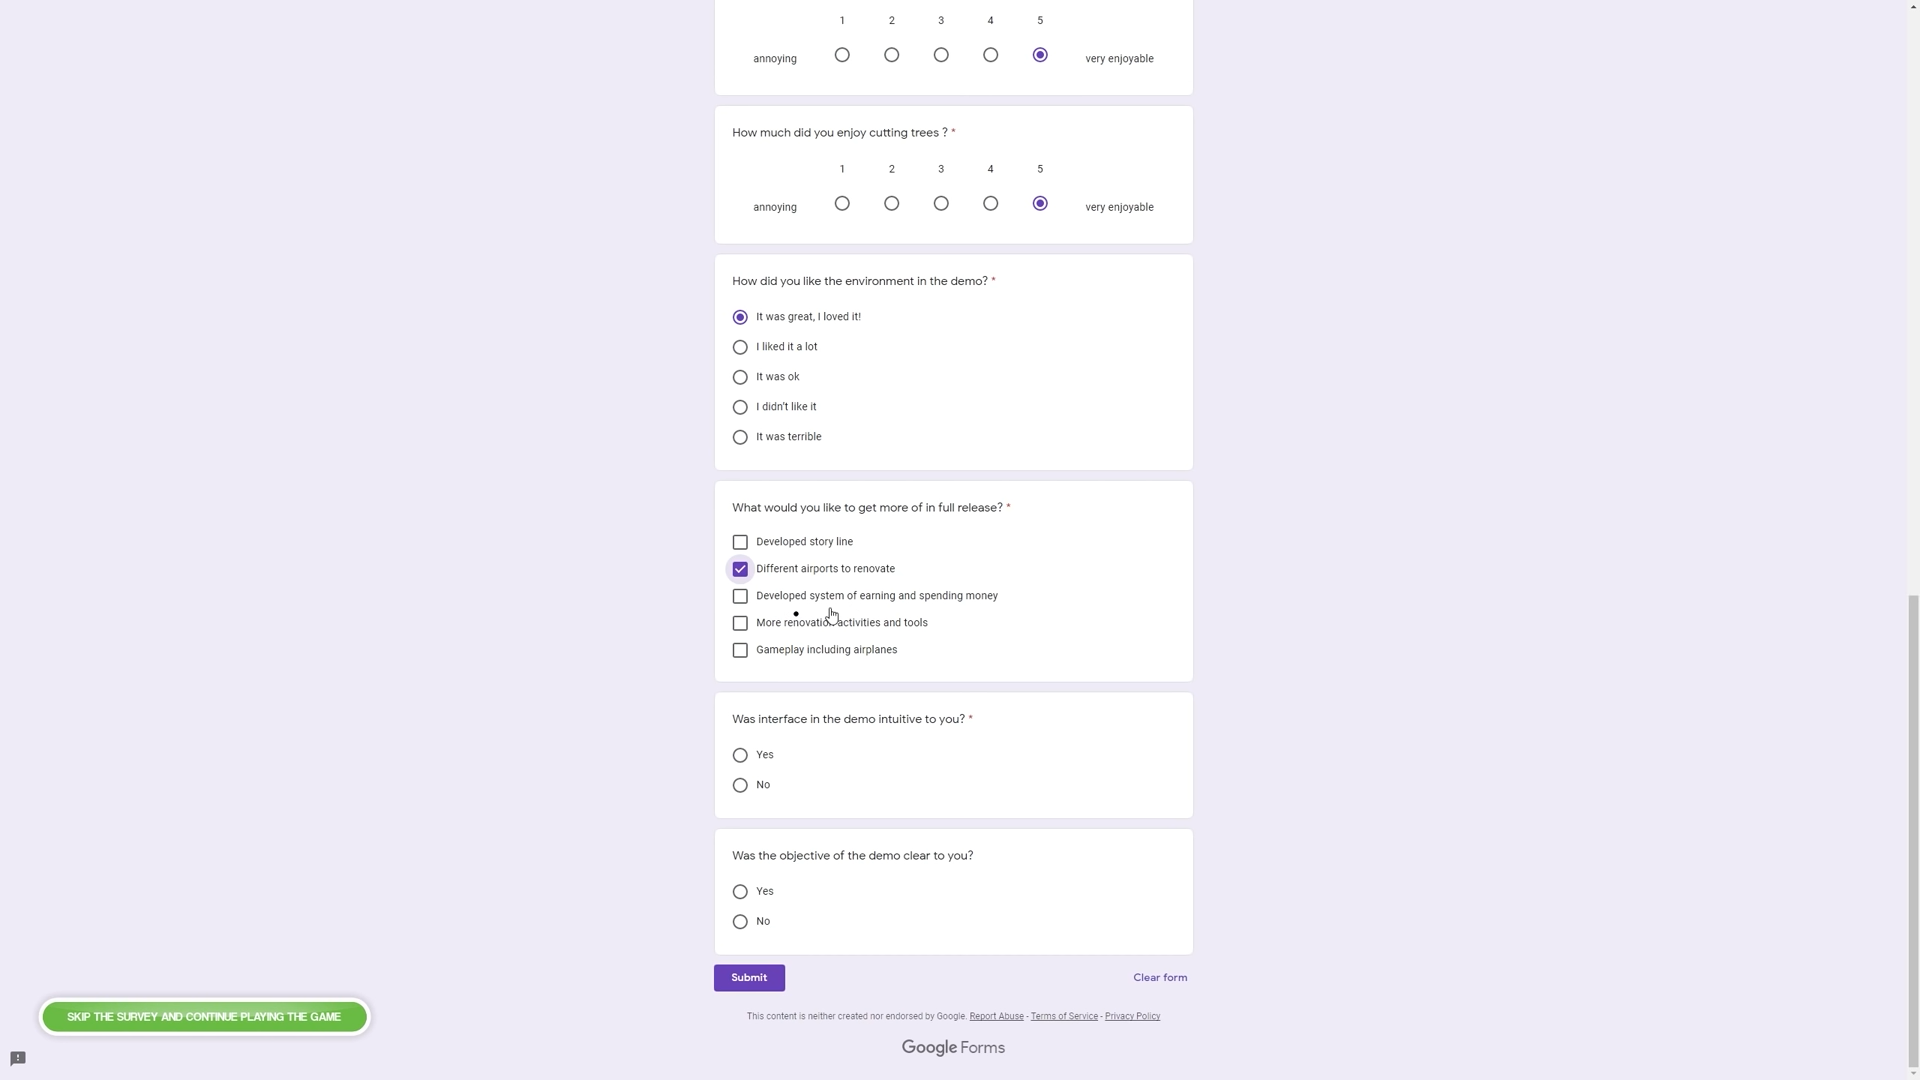 1 2 3 4 5
annoying very enjoyable
How much did you enjoy cutting trees ? *
1 2 3 4 5
annoying very enjoyable
How did you like the environment in the demo? *
It was great, I loved it!
I liked it a lot
It was ok
I didn't like it
It was terrible
What would you like to get more of in full release? *
Developed story line
Different airports to renovate
Developed system of earning and spending money
More renovation activities and tools
Gameplay including airplanes
Was interface in the demo intuitive to you? *
Yes
No
Was the objective of the demo clear to you?
Yes
No
Submit Clear form
SKIP THE SURVEY AND CONTINUE PLAYING THE GAME
This content is neither created nor endorsed by Google. Report Abuse - Terms of Service - Privacy Policy
Google Forms